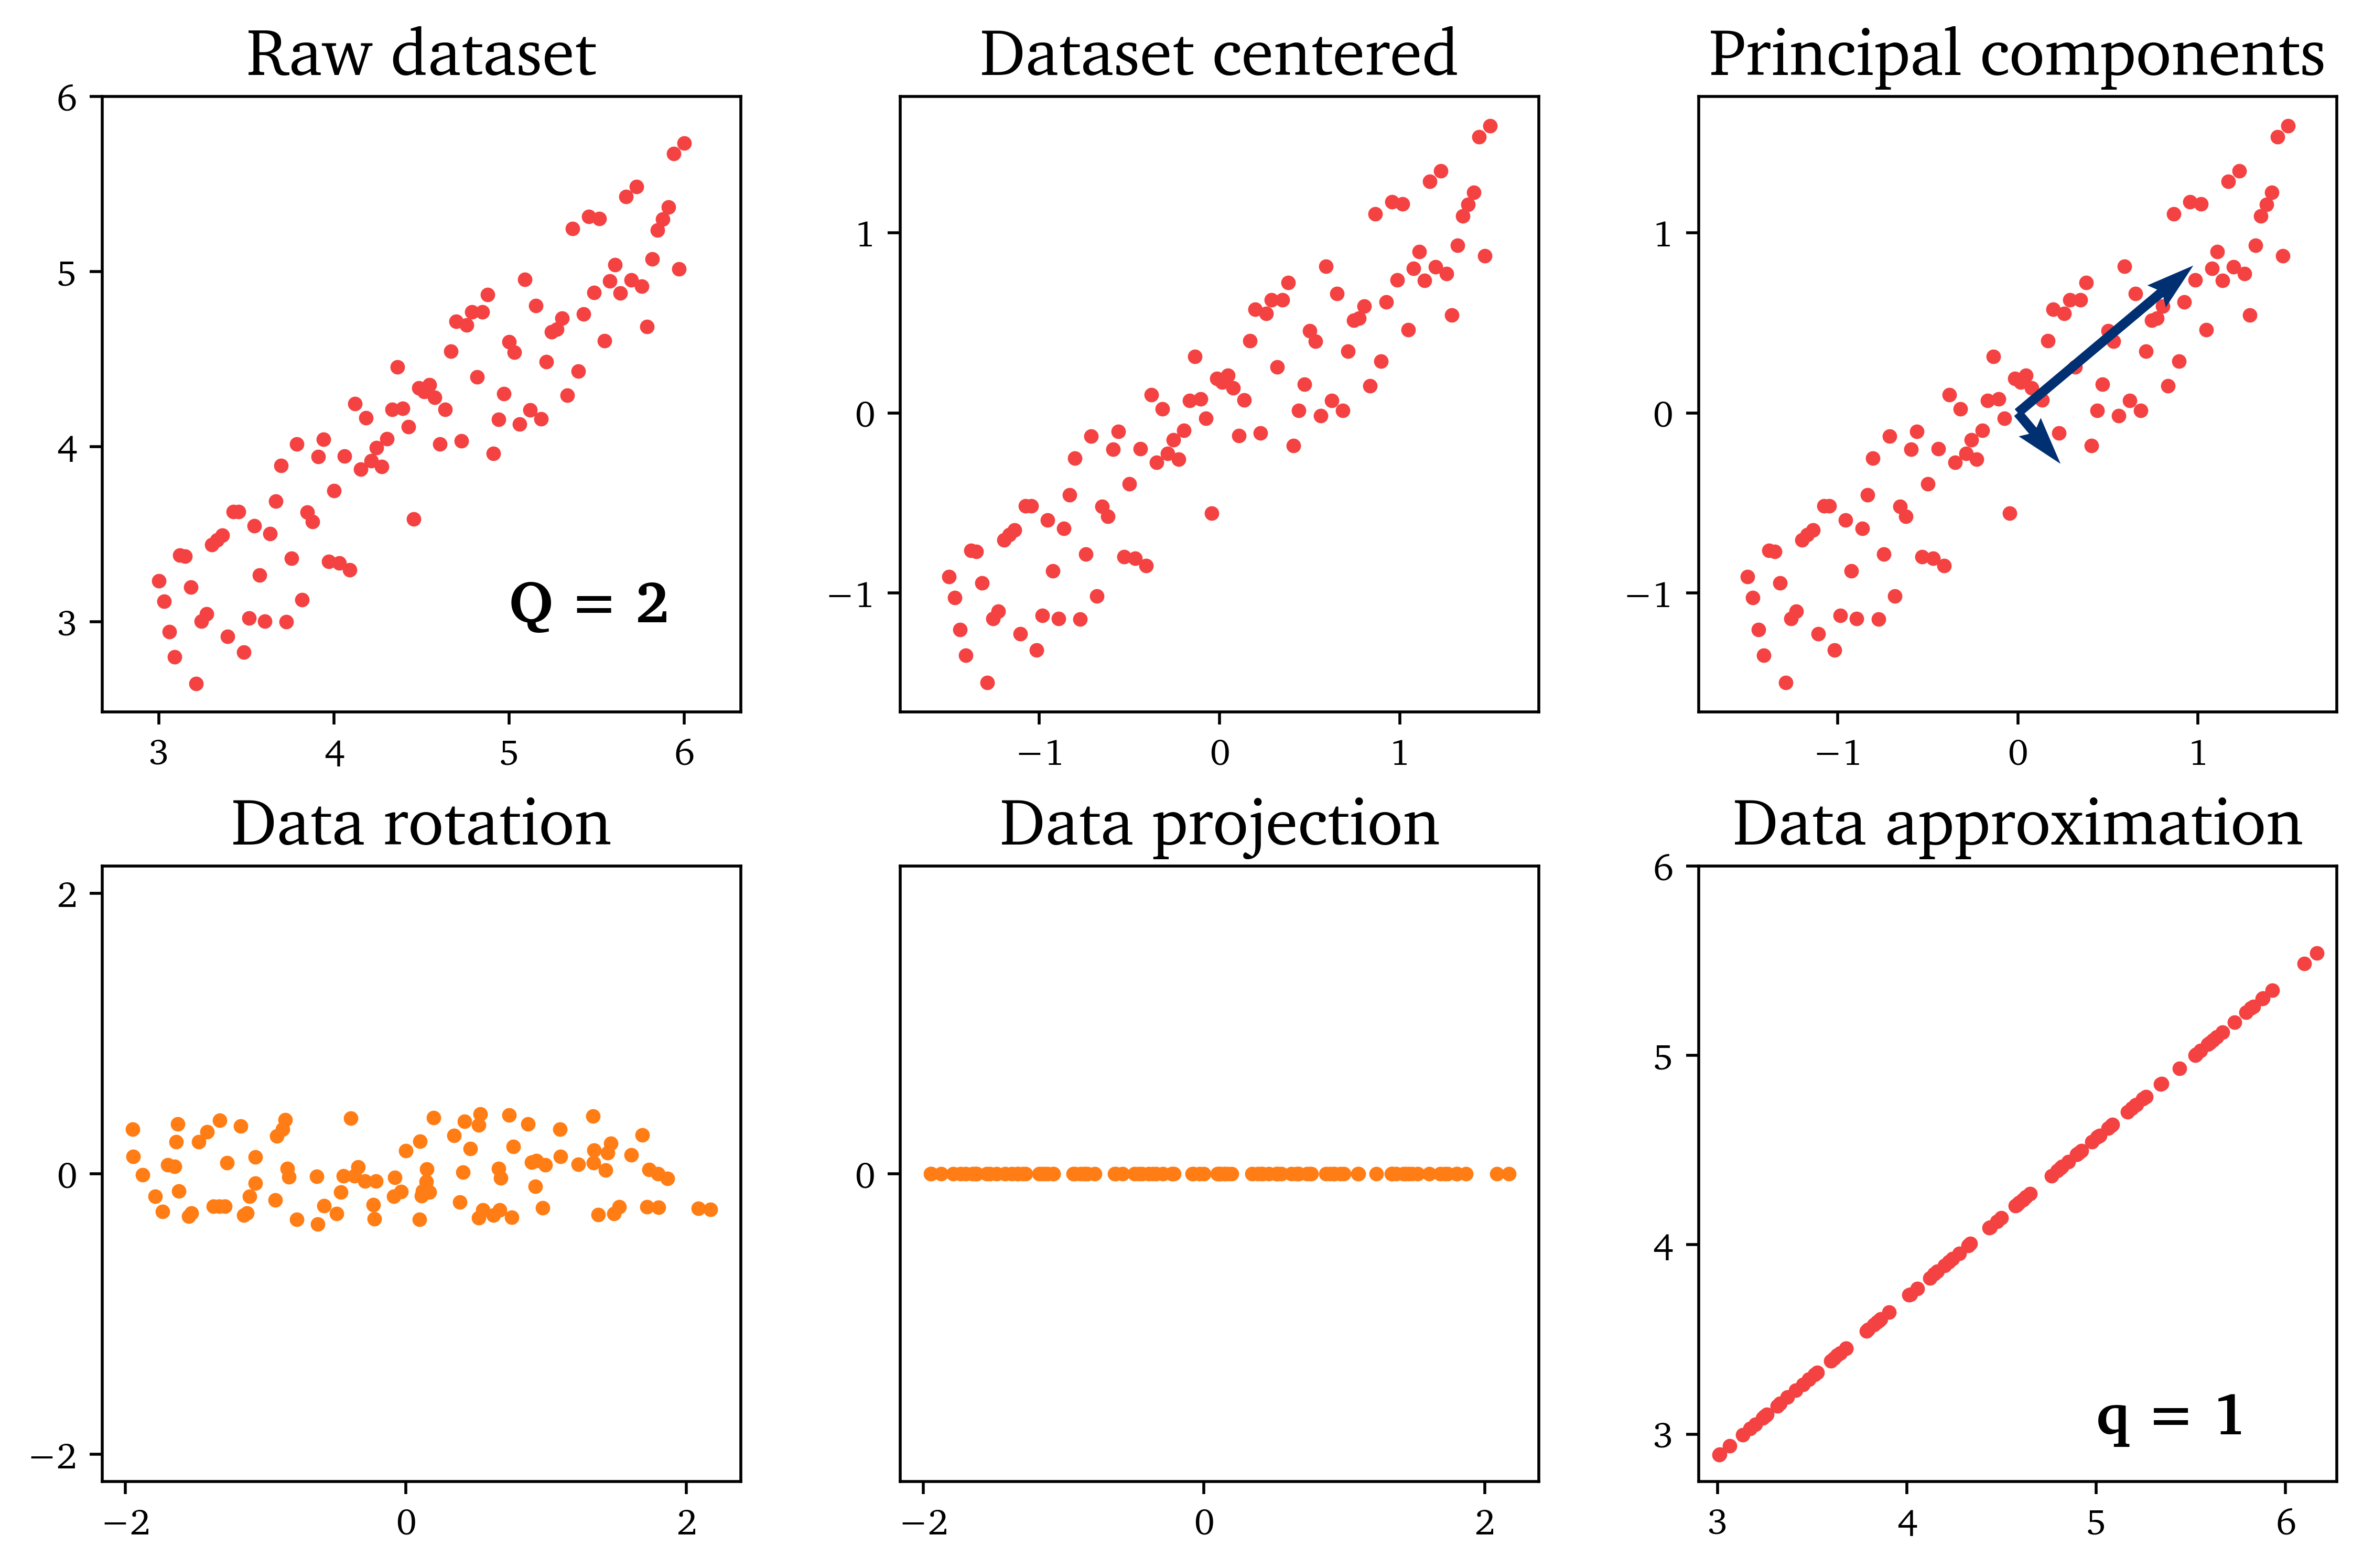 Raw dataset
6
5
4
3
3 4 5 6
Q = 2
Dataset centered
1
0
−1
−1 0 1
Principal components
1
0
−1
−1 0 1
Data rotation
2
0
−2
−2 0 2
Data projection
0
−2 0 2
Data approximation
6
5
4
3
3 4 5 6
q = 1